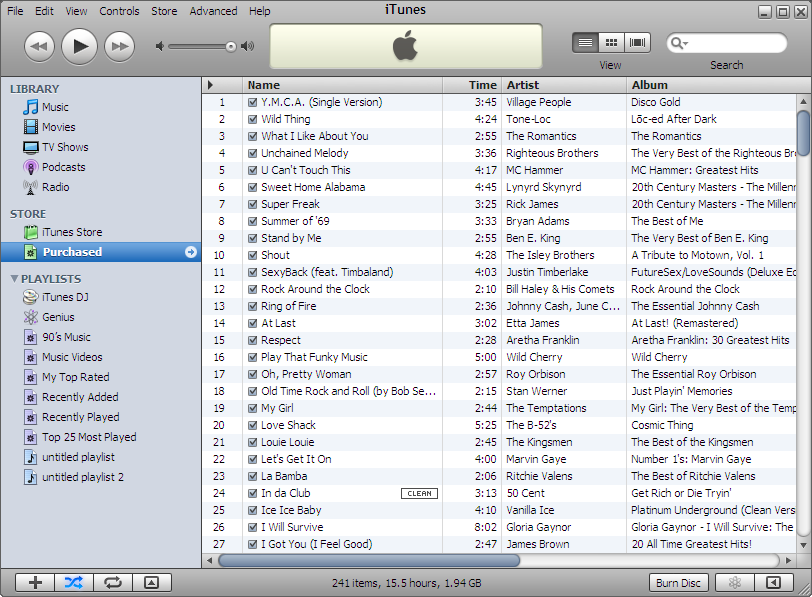 iTunes
File Edit View Controls Store Advanced Help
View
Search
LIBRARY
Music
Movies
TV Shows
Podcasts
Radio
STORE
iTunes Store
Purchased
PLAYLISTS
iTunes DJ
Genius
90's Music
Music Videos
My Top Rated
Recently Added
Recently Played
Top 25 Most Played
untitled playlist
untitled playlist 2
Name Time Artist Album
1 Y.M.C.A. (Single Version) 3:45 Village People Disco Gold
2 Wild Thing 4:24 Tone-Loc Lōc-ed After Dark
3 What I Like About You 2:55 The Romantics The Romantics
4 Unchained Melody 3:36 Righteous Brothers The Very Best of the Righteous Bro
5 U Can't Touch This 4:17 MC Hammer MC Hammer: Greatest Hits
6 Sweet Home Alabama 4:45 Lynyrd Skynyrd 20th Century Masters - The Millenn
7 Super Freak 3:25 Rick James 20th Century Masters - The Millenn
8 Summer of '69 3:33 Bryan Adams The Best of Me
9 Stand by Me 2:55 Ben E. King The Very Best of Ben E. King
10 Shout 4:28 The Isley Brothers A Tribute to Motown, Vol. 1
11 SexyBack (feat. Timbaland) 4:03 Justin Timberlake FutureSex/LoveSounds (Deluxe Ed
12 Rock Around the Clock 2:10 Bill Haley & His Comets Rock Around the Clock
13 Ring of Fire 2:36 Johnny Cash, June C... The Essential Johnny Cash
14 At Last 3:02 Etta James At Last! (Remastered)
15 Respect 2:28 Aretha Franklin Aretha Franklin: 30 Greatest Hits
16 Play That Funky Music 5:00 Wild Cherry Wild Cherry
17 Oh, Pretty Woman 2:57 Roy Orbison The Essential Roy Orbison
18 Old Time Rock and Roll (by Bob Se... 2:15 Stan Werner Just Playin' Memories
19 My Girl 2:44 The Temptations My Girl: The Very Best of the Temp
20 Love Shack 5:25 The B-52's Cosmic Thing
21 Louie Louie 2:45 The Kingsmen The Best of the Kingsmen
22 Let's Get It On 4:00 Marvin Gaye Number 1's: Marvin Gaye
23 La Bamba 2:06 Ritchie Valens The Best of Ritchie Valens
24 In da Club CLEAN 3:13 50 Cent Get Rich or Die Tryin'
25 Ice Ice Baby 4:10 Vanilla Ice Platinum Underground (Clean Vers
26 I Will Survive 8:02 Gloria Gaynor Gloria Gaynor - I Will Survive: The
27 I Got You (I Feel Good) 2:47 James Brown 20 All Time Greatest Hits!
241 items, 15.5 hours, 1.94 GB
Burn Disc